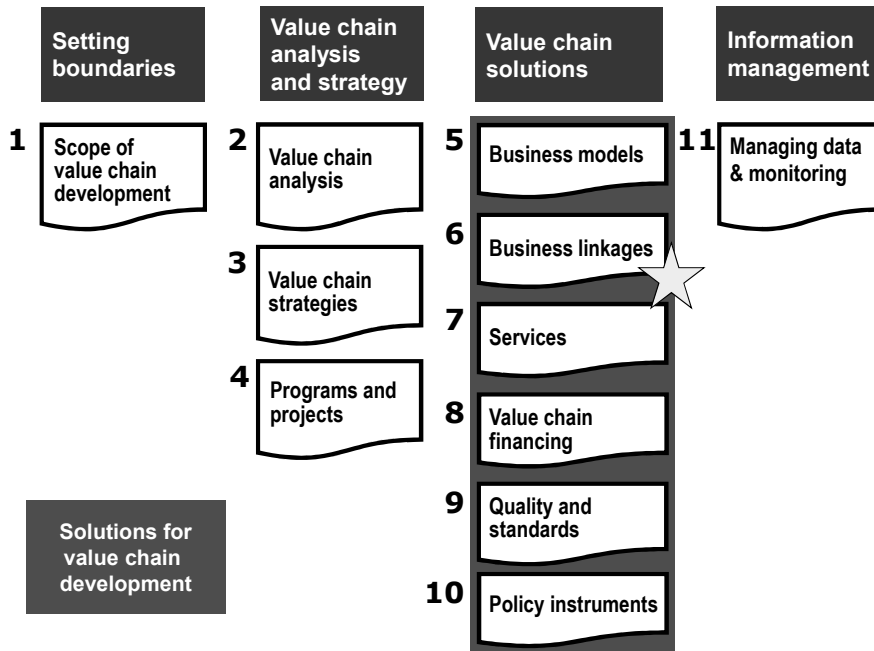 Setting
boundaries
Value chain
analysis
and strategy
Value chain
solutions
Information
management
1
Scope of
value chain
development
2
Value chain
analysis
3
Value chain
strategies
4
Programs and
projects
5
Business models
6
Business linkages
7
Services
8
Value chain
financing
9
Quality and
standards
10
Policy instruments
11
Managing data
& monitoring
Solutions for
value chain
development